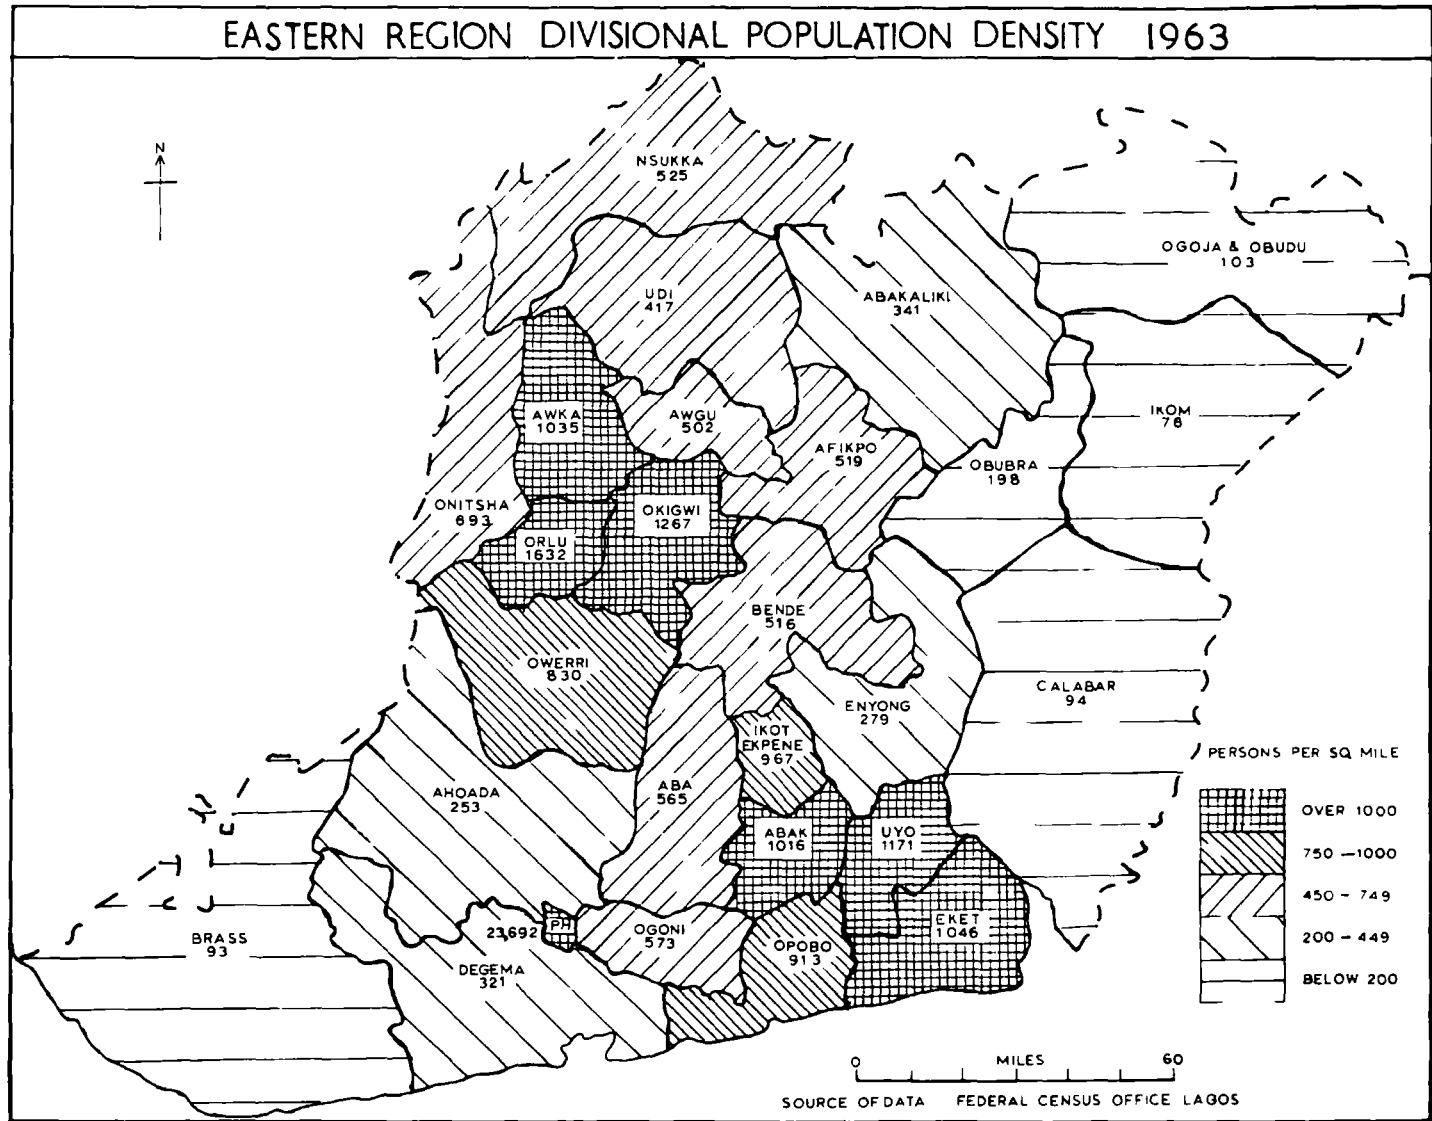 EASTERN REGION DIVISIONAL POPULATION DENSITY 1963
N
NSUKKA
525
OGOJA & OBUDU
103
UDI
417
ABAKALIKI
341
AWKA
1035
AWGU
502
IKOM
76
AFIKPO
519
OBUBRA
198
ONITSHA
693
OKIGWI
1267
ORLU
1632
BENDE
516
OWERRI
830
CALABAR
94
ENYONG
279
IKOT
EKPENE
967
AHOADA
253
ABA
565
ABAK
1016
UYO
1171
PH
23,692
OGONI
573
EKET
1046
BRASS
93
OPOBO
913
DEGEMA
321
PERSONS PER SQ MILE
OVER 1000
750 — 1000
450 - 749
200 - 449
BELOW 200
0 MILES 60
SOURCE OF DATA FEDERAL CENSUS OFFICE LAGOS